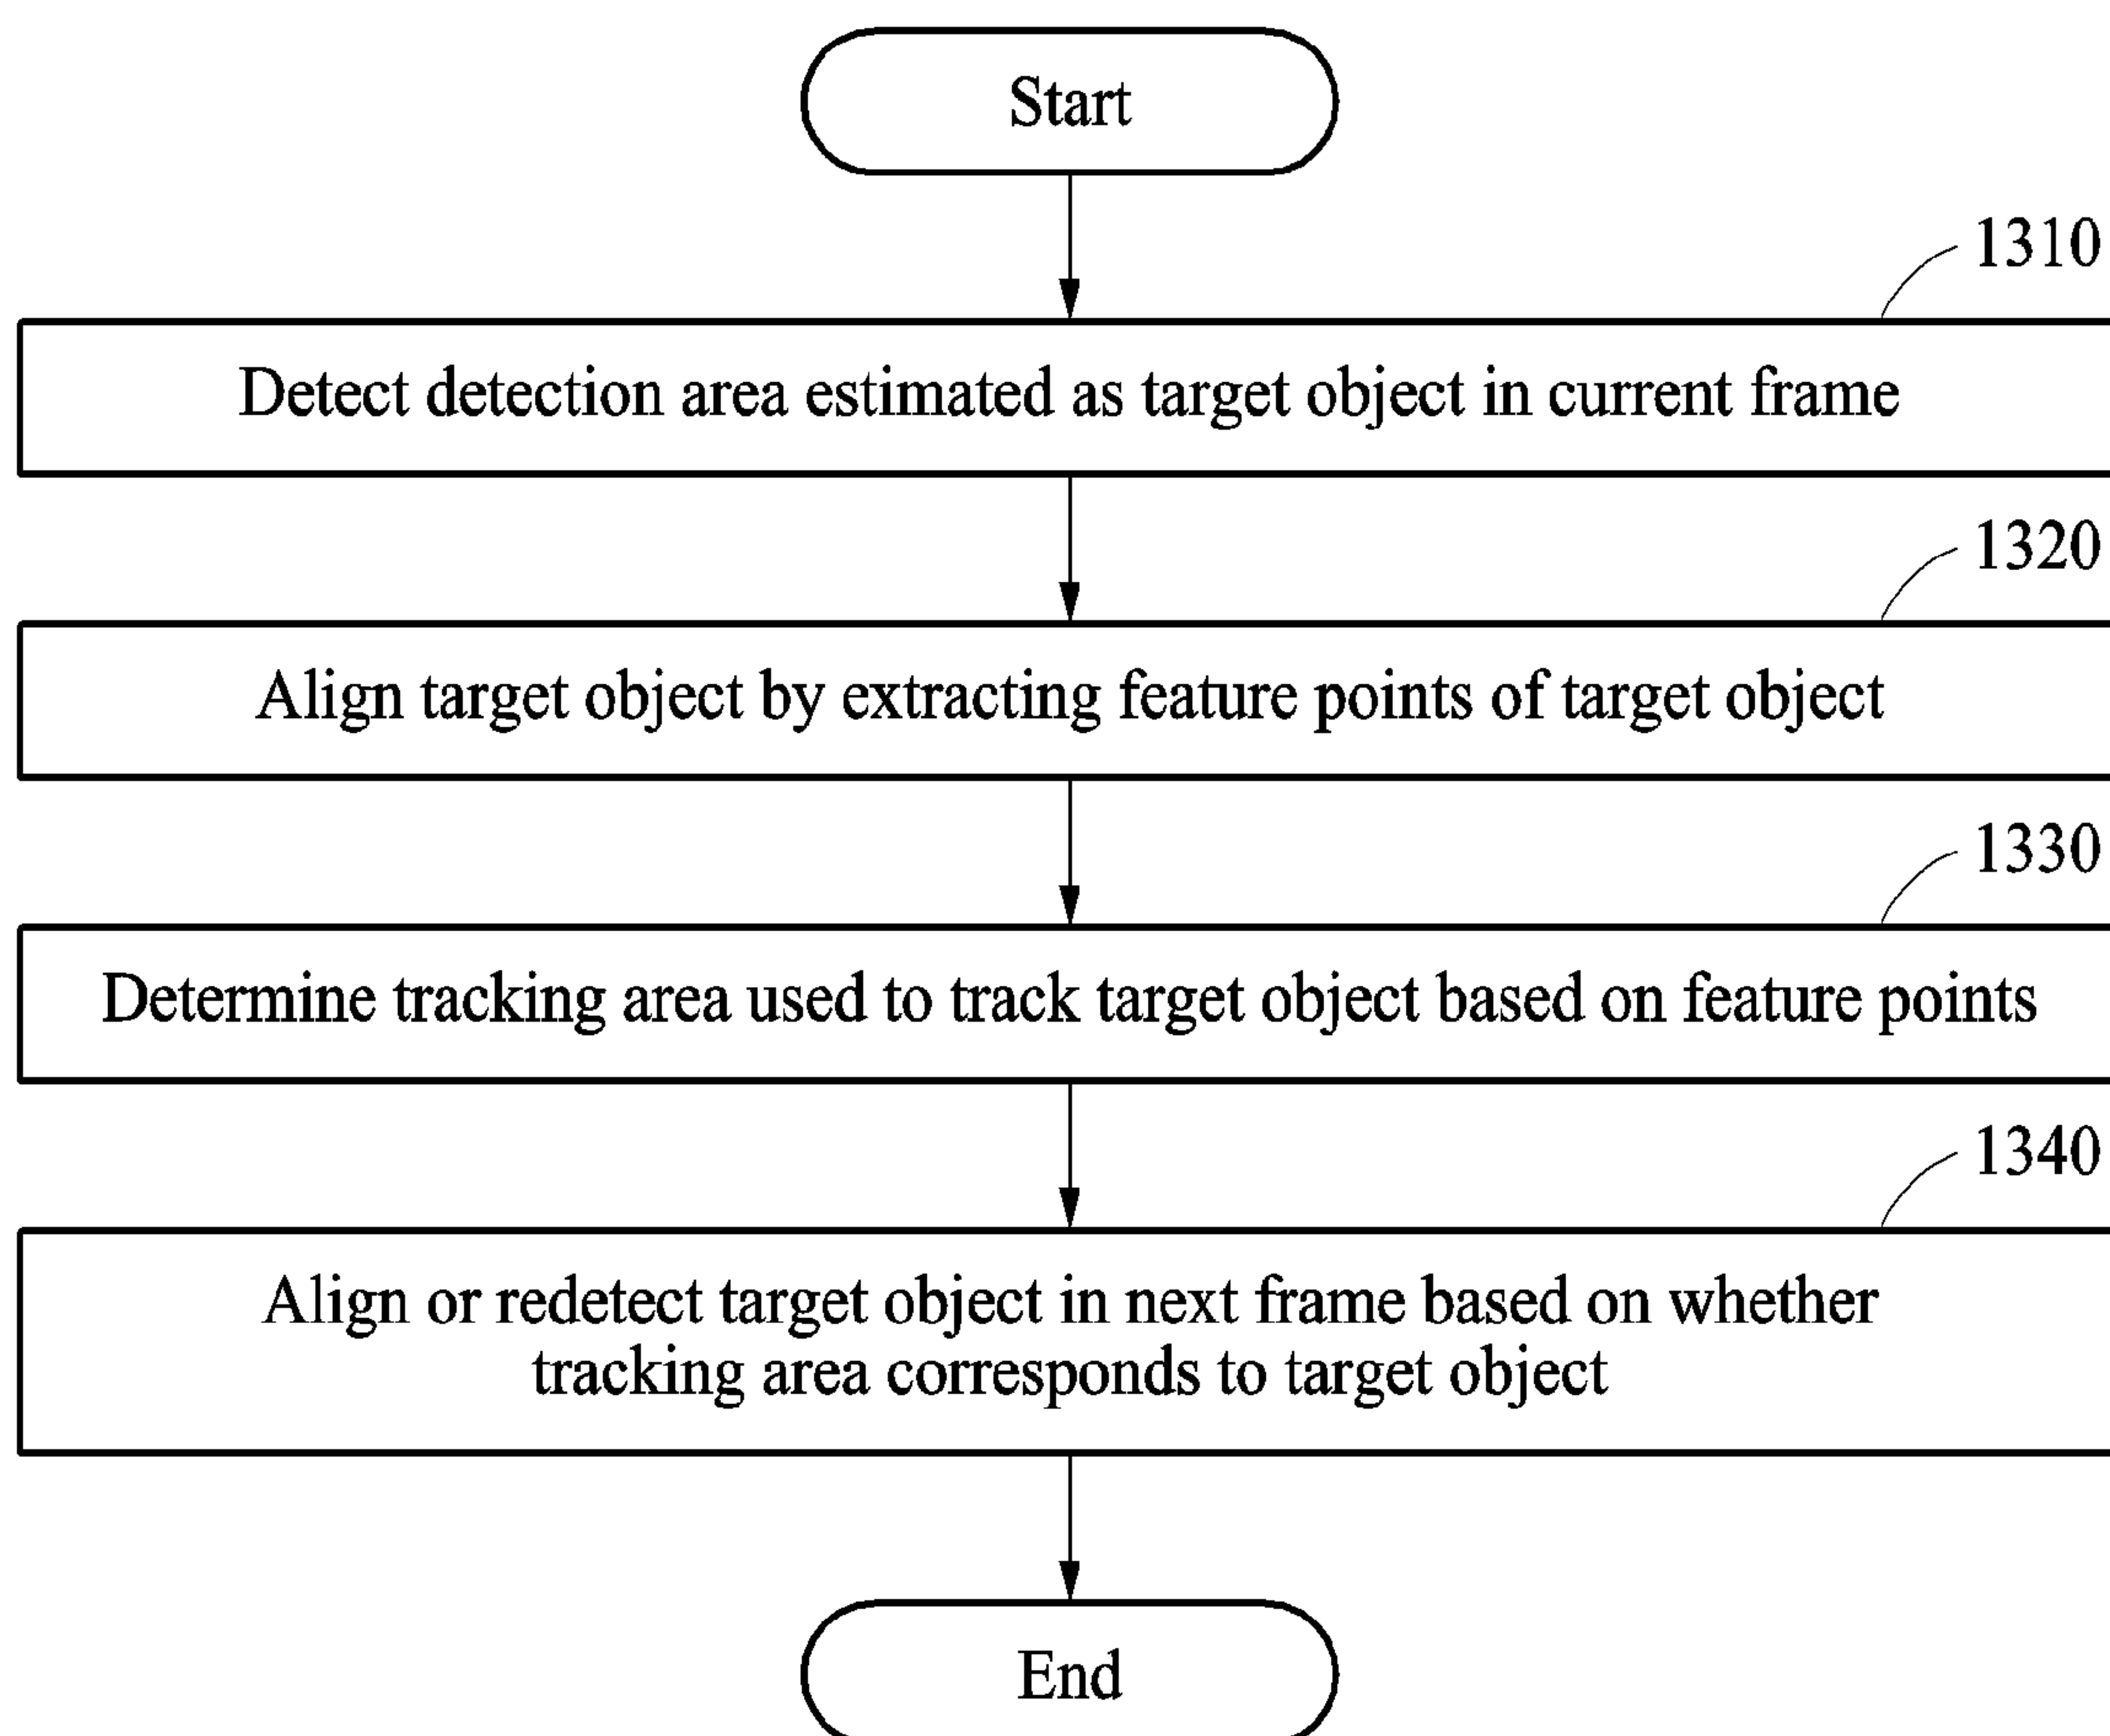 Start
1310
Detect detection area estimated as target object in current frame
1320
Align target object by extracting feature points of target object
1330
Determine tracking area used to track target object based on feature points
1340
Align or redetect target object in next frame based on whether
tracking area corresponds to target object
End